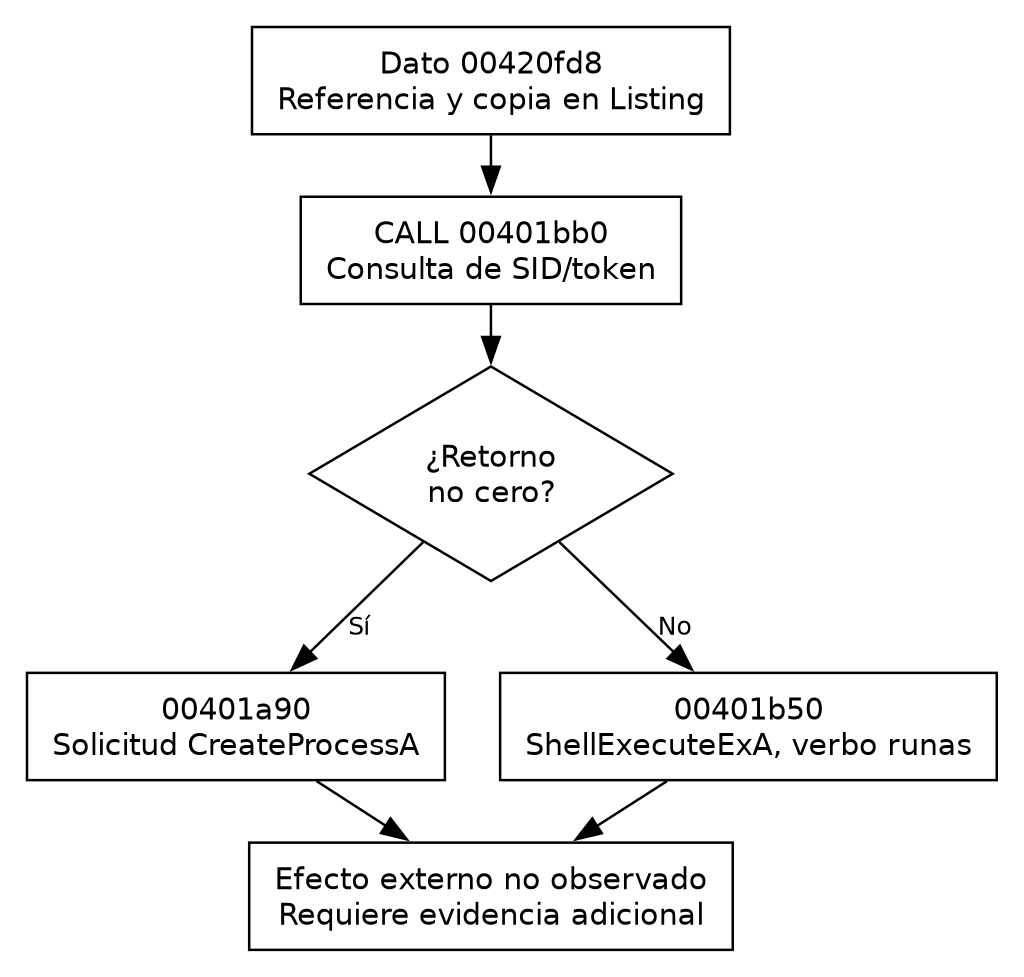 Dato 00420fd8
Referencia y copia en Listing
CALL 00401bb0
Consulta de SID/token
¿Retorno
no cero?
Sí
No
00401a90
Solicitud CreateProcessA
00401b50
ShellExecuteExA, verbo runas
Efecto externo no observado
Requiere evidencia adicional